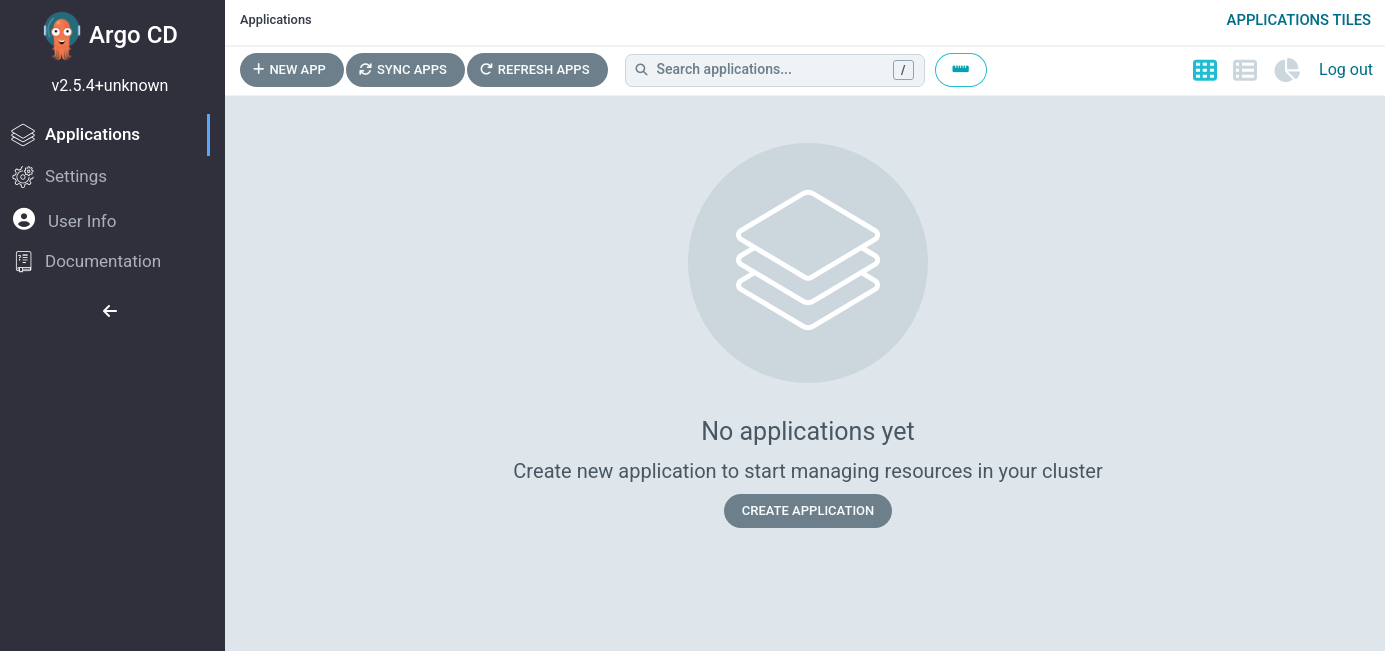 Argo CD
v2.5.4+unknown
Applications
Settings
User Info
Documentation
Applications
APPLICATIONS TILES
+ NEW APP
SYNC APPS
REFRESH APPS
Search applications...
/
Log out
No applications yet
Create new application to start managing resources in your cluster
CREATE APPLICATION